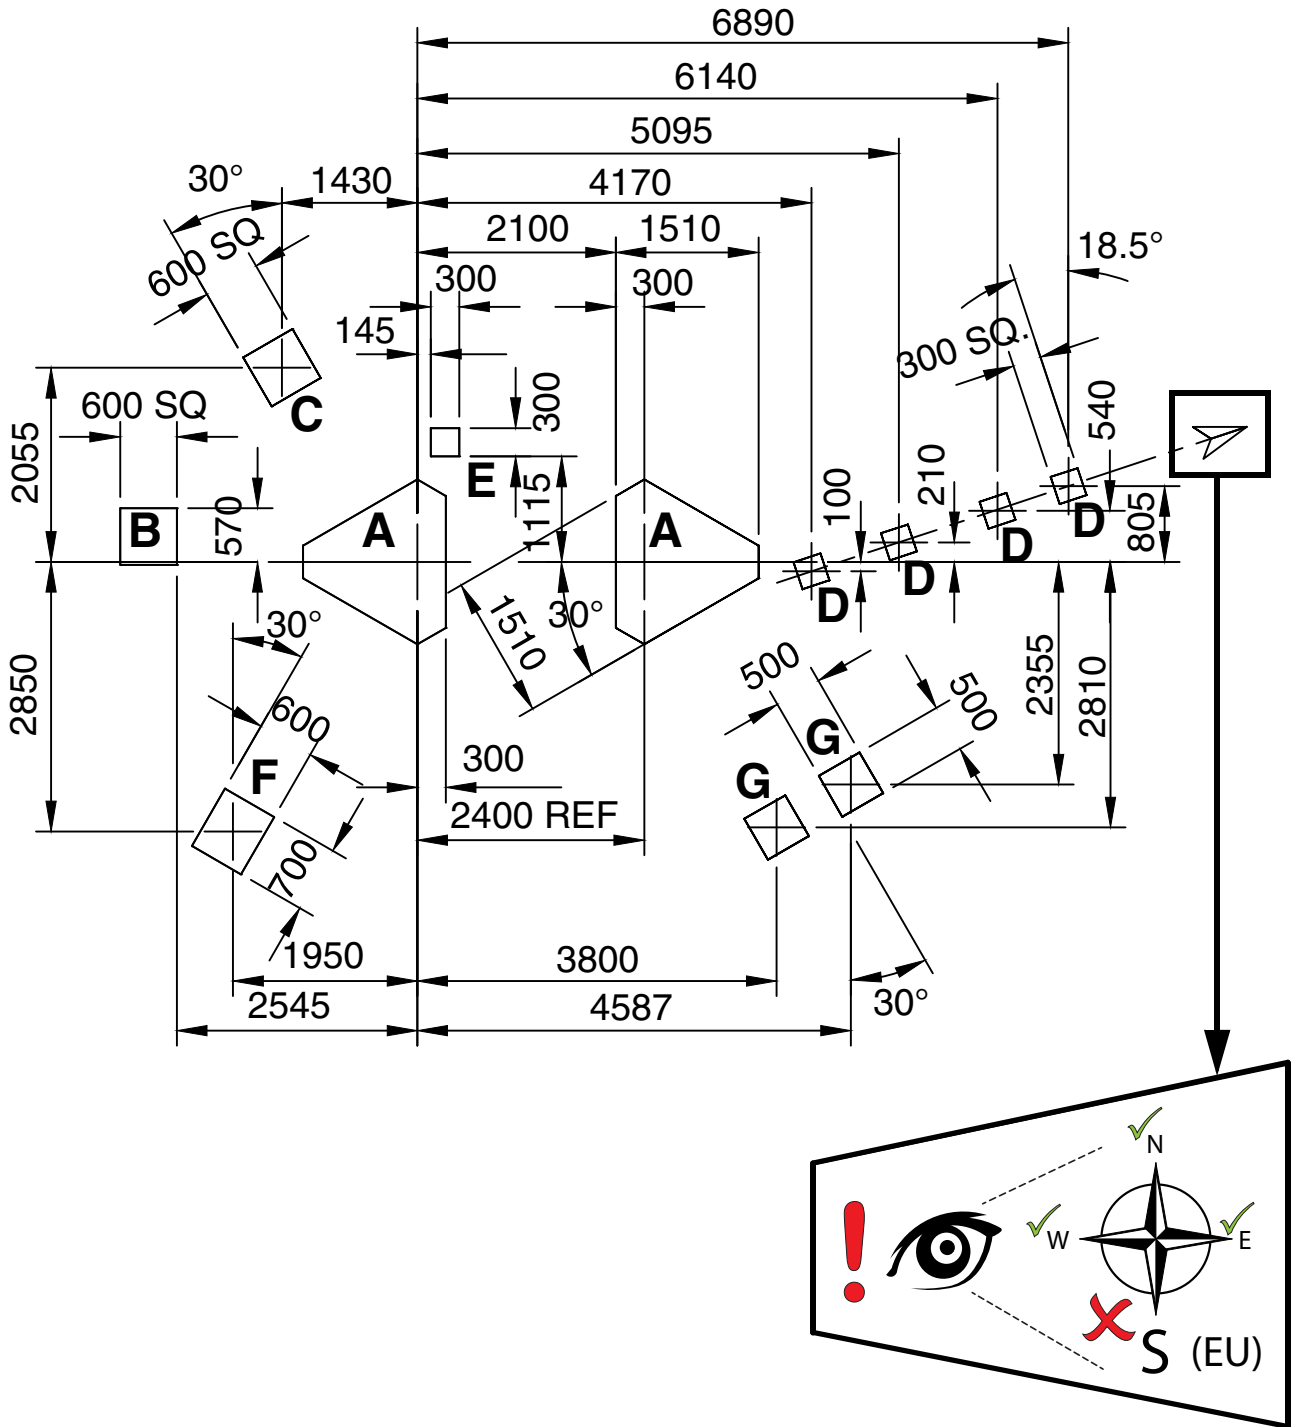 6890
6140
5095
30° 1430 4170
2100 1510
600 SQ 18.5°
300 300
145 300 SQ.
600 SQ C 300 540
2055 E 210
B 570 A 1115 A 100 D 805
D
D
D
30° 1510 30°
2850 600 500 500 2355 2810
F 300 G
G
2400 REF
700
1950 3800
2545 4587 30°
N
W E
S (EU)